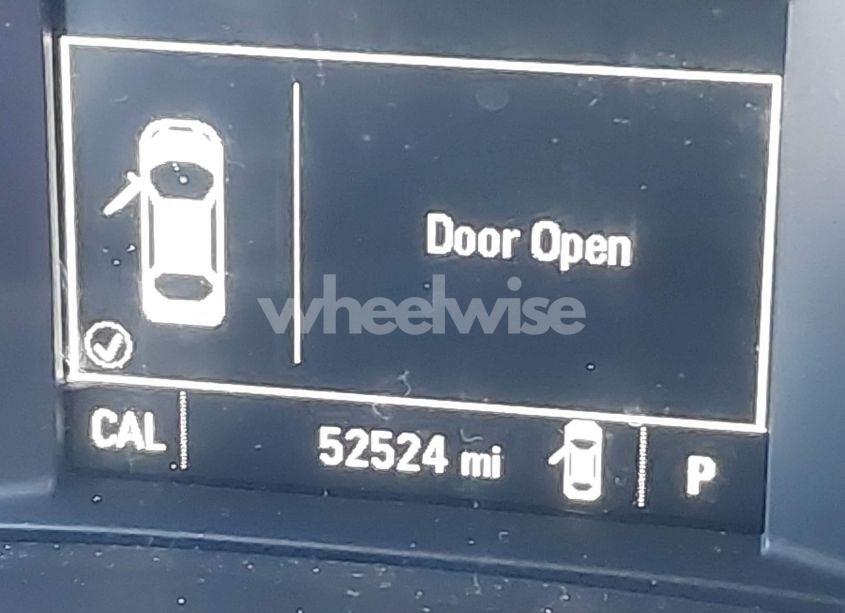 Door Open
wheelwise
CAL
52524 mi
P